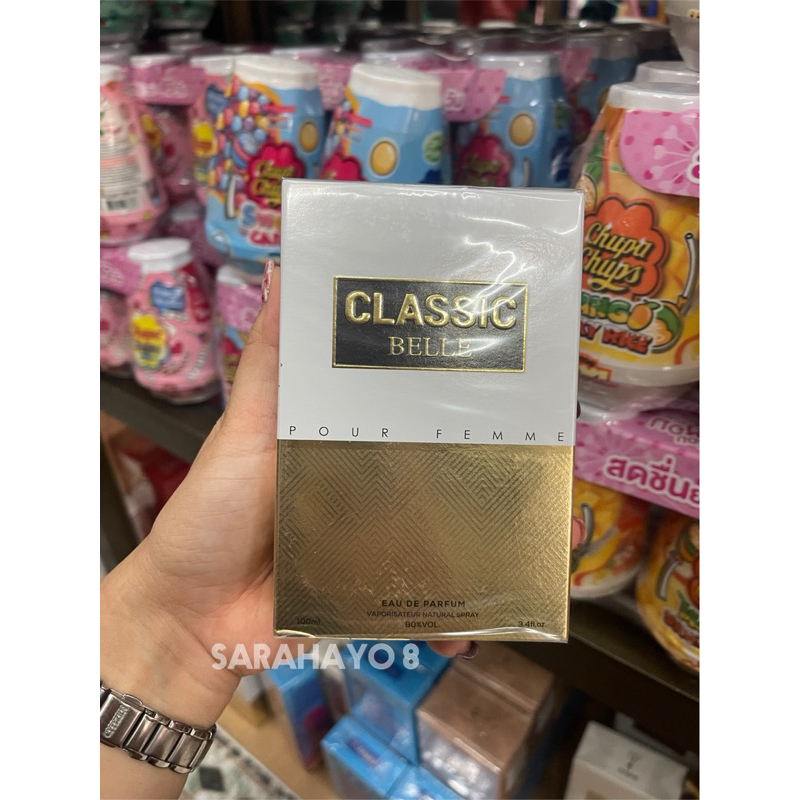 CLASSIC
BELLE
POUR FEMME
EAU DE PARFUM
VAPORISATEUR NATURAL SPRAY
100ml 80%VOL. 3.4fl.oz
SARAHAYO 8
Chupa Chups
Chupa
Chups
สดชื่น